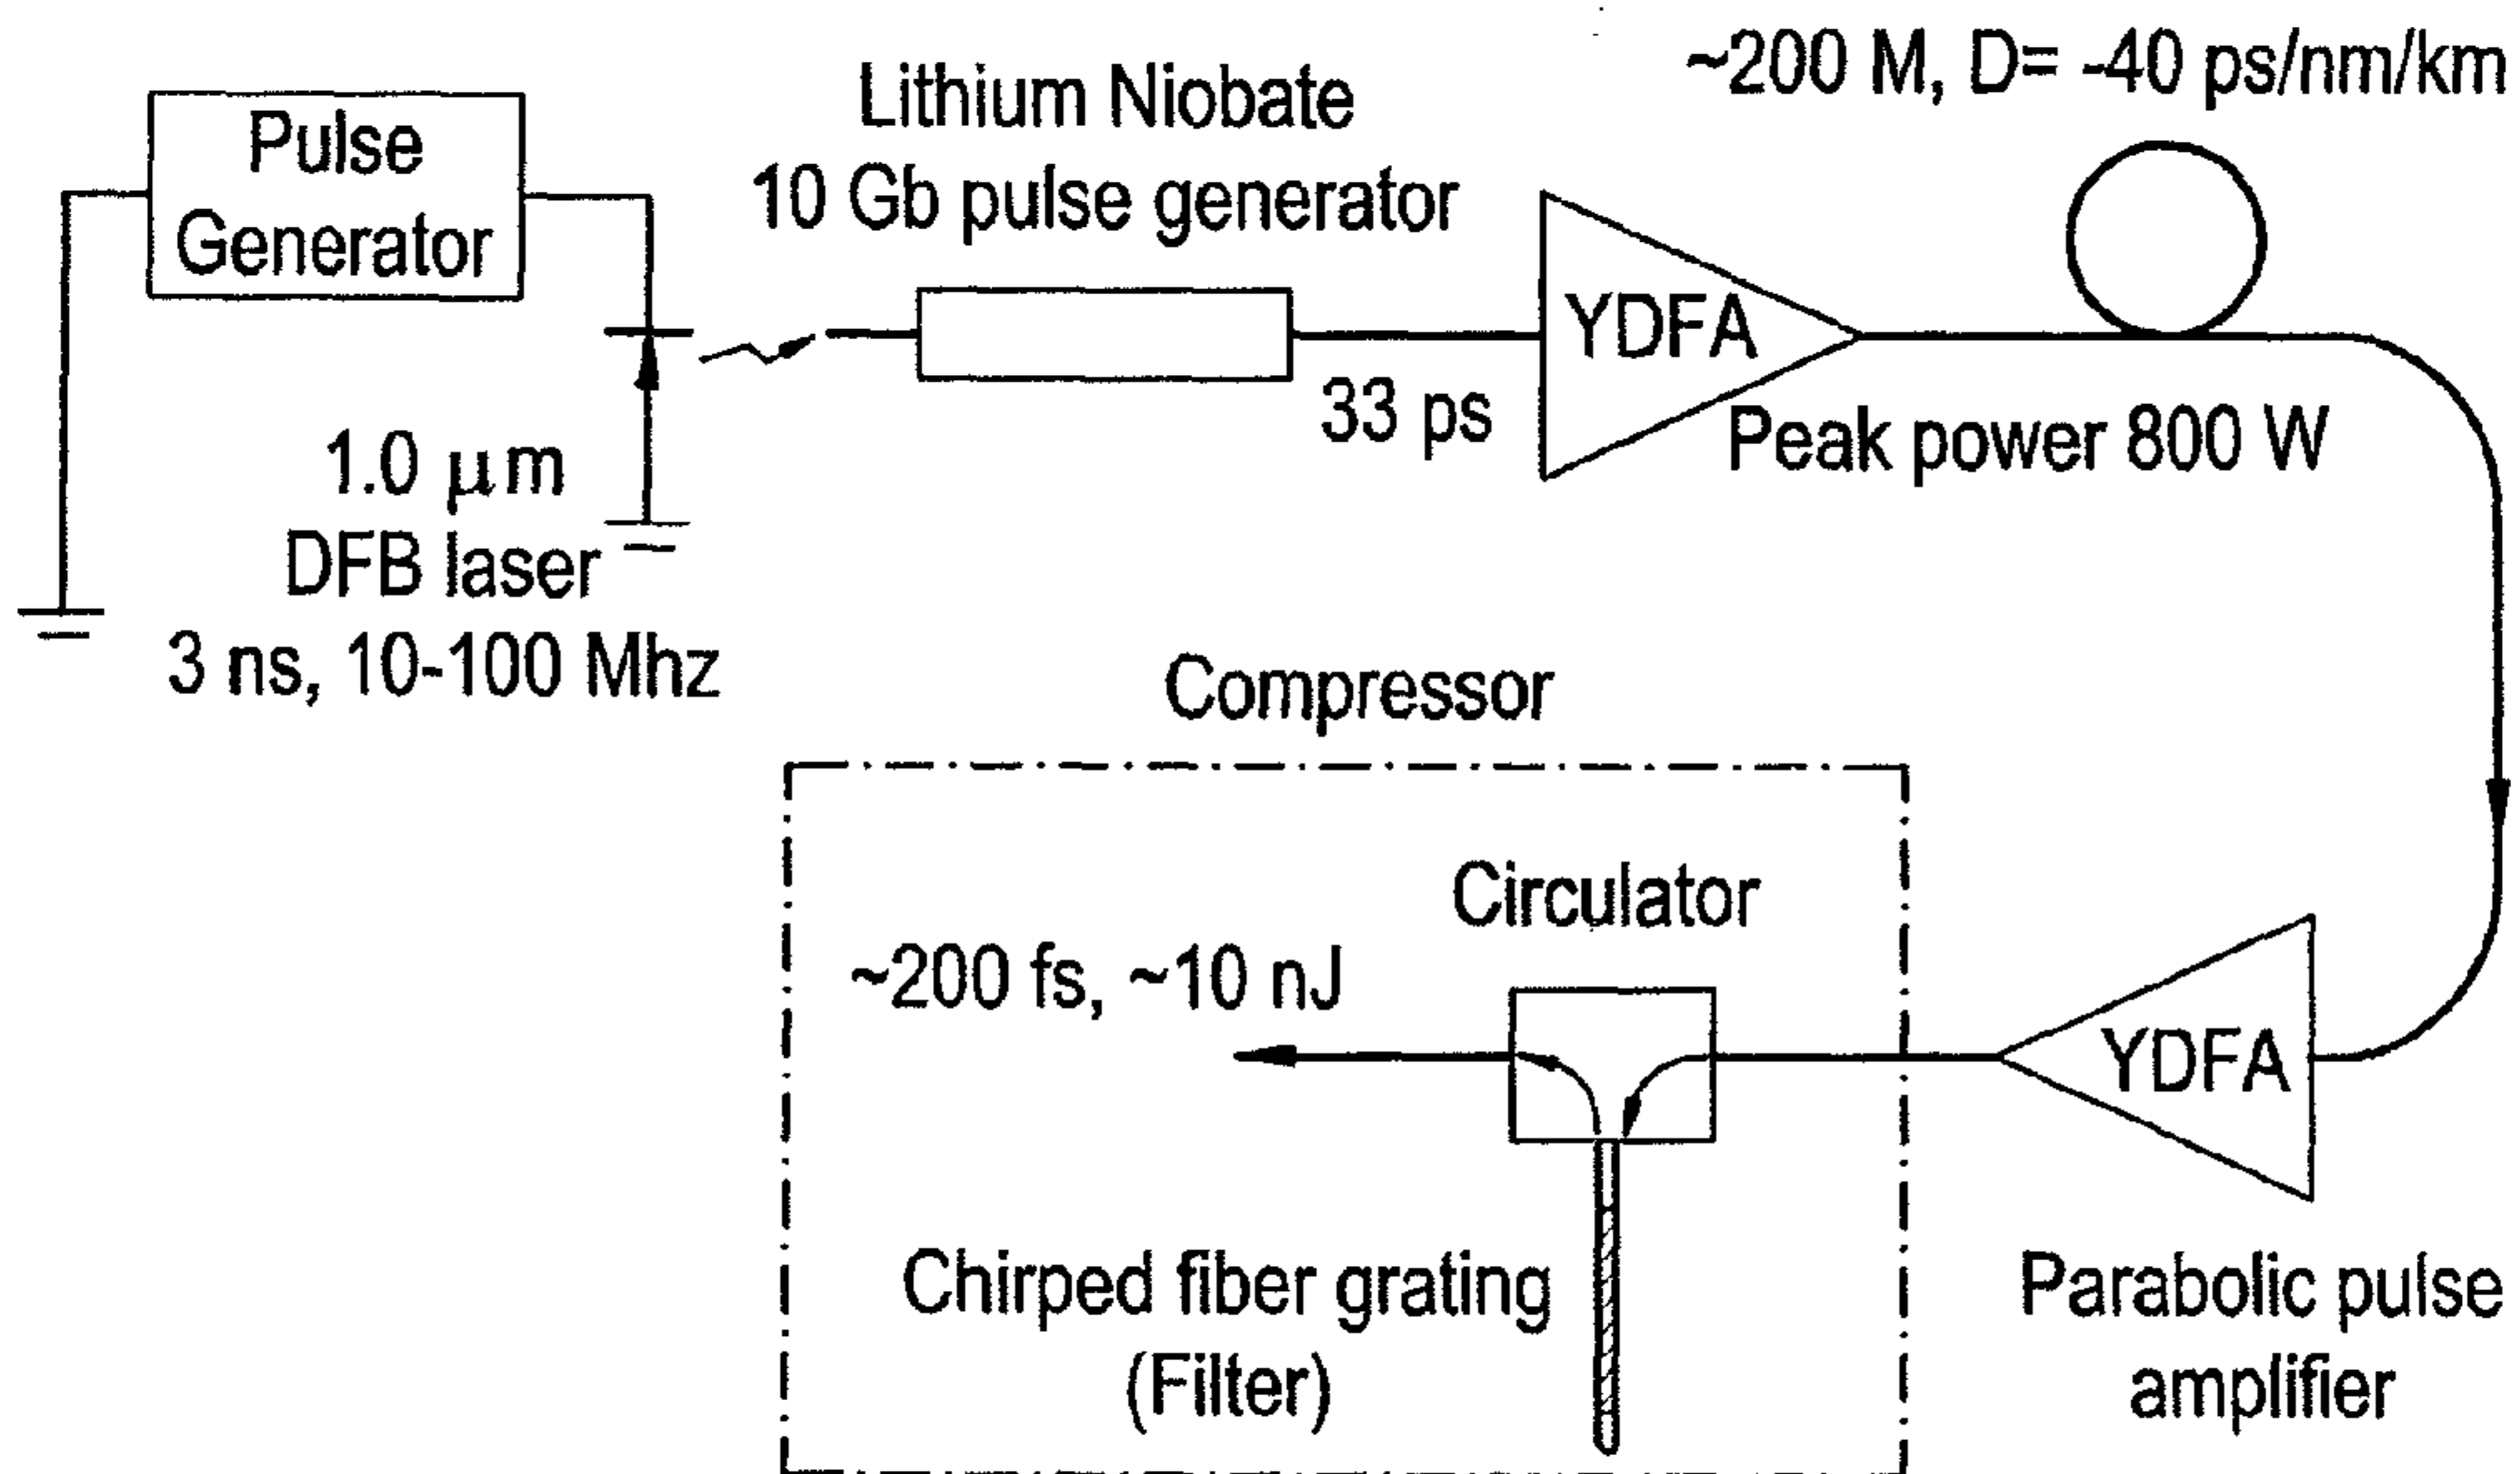 ~200 M, D= -40 ps/nm/km
Lithium Niobate
10 Gb pulse generator
Pulse
Generator
YDFA
33 ps
Peak power 800 W
1.0 μm
DFB laser
3 ns, 10-100 Mhz
Compressor
Circulator
~200 fs, ~10 nJ
YDFA
Chirped fiber grating
(Filter)
Parabolic pulse
amplifier